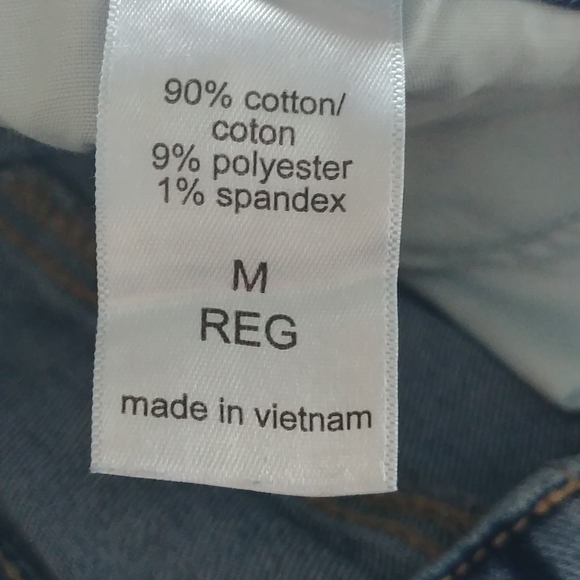 90% cotton/
coton
9% polyester
1% spandex
M
REG
made in vietnam